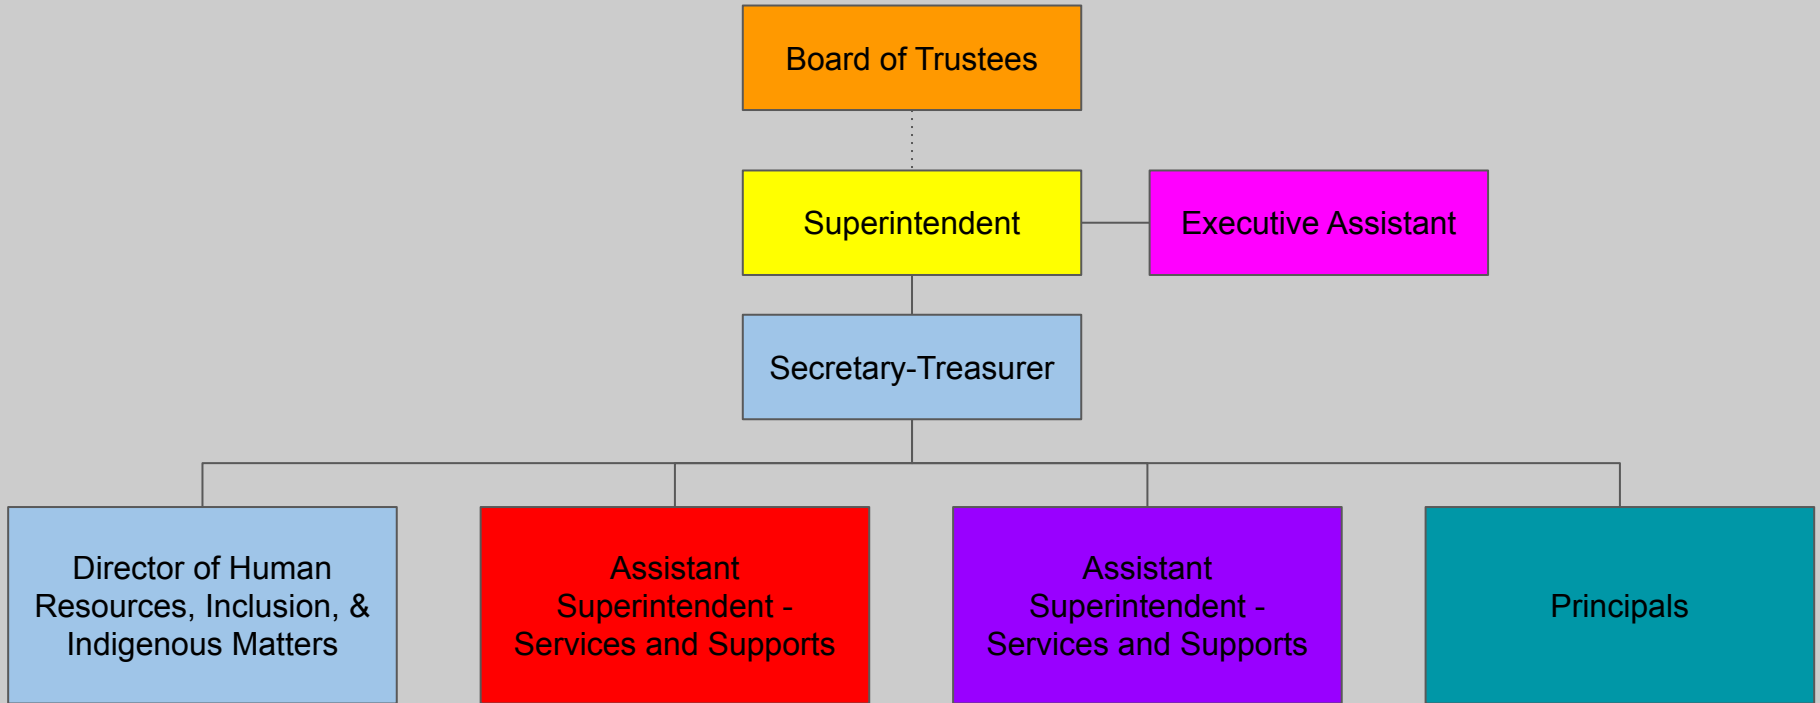 Board of Trustees
Superintendent
Executive Assistant
Secretary-Treasurer
Director of Human
Resources, Inclusion, &
Indigenous Matters
Assistant
Superintendent -
Services and Supports
Assistant
Superintendent -
Services and Supports
Principals